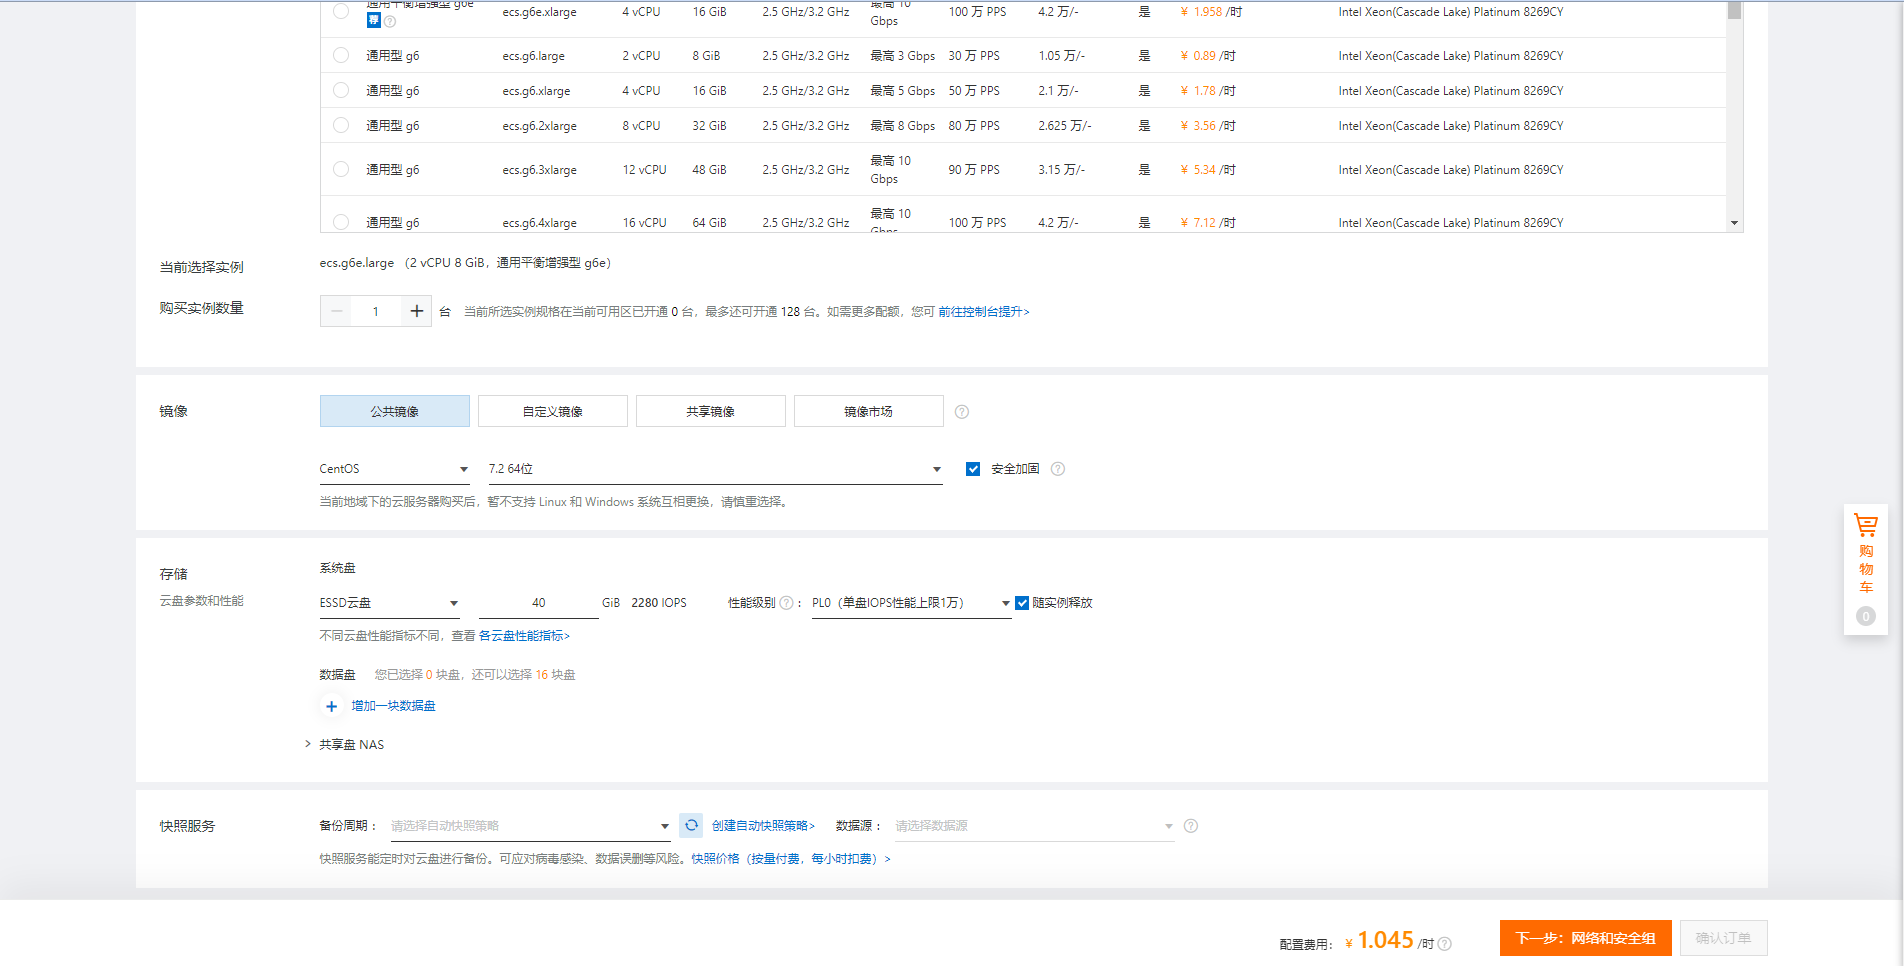 通用平衡增强型 g6e ecs.g6e.xlarge 4 vCPU 16 GiB 2.5 GHz/3.2 GHz 最高 10 Gbps 100 万 PPS 4.2 万/- 是 ¥ 1.958 /时 Intel Xeon(Cascade Lake) Platinum 8269CY
荐 ?
通用型 g6 ecs.g6.large 2 vCPU 8 GiB 2.5 GHz/3.2 GHz 最高 3 Gbps 30 万 PPS 1.05 万/- 是 ¥ 0.89 /时 Intel Xeon(Cascade Lake) Platinum 8269CY
通用型 g6 ecs.g6.xlarge 4 vCPU 16 GiB 2.5 GHz/3.2 GHz 最高 5 Gbps 50 万 PPS 2.1 万/- 是 ¥ 1.78 /时 Intel Xeon(Cascade Lake) Platinum 8269CY
通用型 g6 ecs.g6.2xlarge 8 vCPU 32 GiB 2.5 GHz/3.2 GHz 最高 8 Gbps 80 万 PPS 2.625 万/- 是 ¥ 3.56 /时 Intel Xeon(Cascade Lake) Platinum 8269CY
通用型 g6 ecs.g6.3xlarge 12 vCPU 48 GiB 2.5 GHz/3.2 GHz 最高 10 Gbps 90 万 PPS 3.15 万/- 是 ¥ 5.34 /时 Intel Xeon(Cascade Lake) Platinum 8269CY
通用型 g6 ecs.g6.4xlarge 16 vCPU 64 GiB 2.5 GHz/3.2 GHz 最高 10 Gbps 100 万 PPS 4.2 万/- 是 ¥ 7.12 /时 Intel Xeon(Cascade Lake) Platinum 8269CY
当前选择实例 ecs.g6e.large （2 vCPU 8 GiB，通用平衡增强型 g6e）
购买实例数量 — 1 + 台 当前所选实例规格在当前可用区已开通 0 台，最多还可开通 128 台。如需更多配额，您可 前往控制台提升>
镜像 公共镜像 自定义镜像 共享镜像 镜像市场 ?
CentOS 7.2 64位 安全加固 ?
当前地域下的云服务器购买后，暂不支持 Linux 和 Windows 系统互相更换，请慎重选择。
存储 系统盘
云盘参数和性能
ESSD云盘 40 GiB 2280 IOPS 性能级别 ? ： PL0（单盘IOPS性能上限1万） 随实例释放
不同云盘性能指标不同，查看 各云盘性能指标>
数据盘 您已选择 0 块盘，还可以选择 16 块盘
+ 增加一块数据盘
> 共享盘 NAS
快照服务 备份周期： 请选择自动快照策略 创建自动快照策略> 数据源： 请选择数据源 ?
快照服务能定时对云盘进行备份。可应对病毒感染、数据误删等风险。快照价格（按量付费，每小时扣费） >
购物车
0
配置费用： ¥ 1.045 /时 ? 下一步：网络和安全组 确认订单